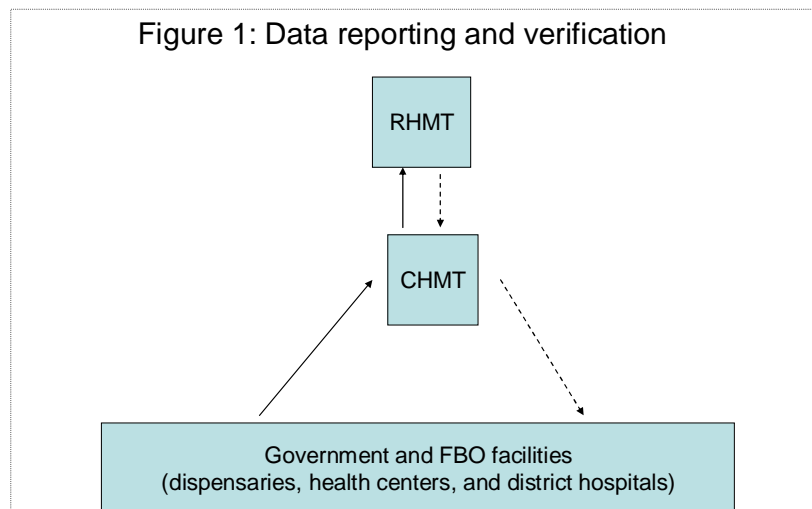 Figure 1: Data reporting and verification
RHMT
CHMT
Government and FBO facilities
(dispensaries, health centers, and district hospitals)